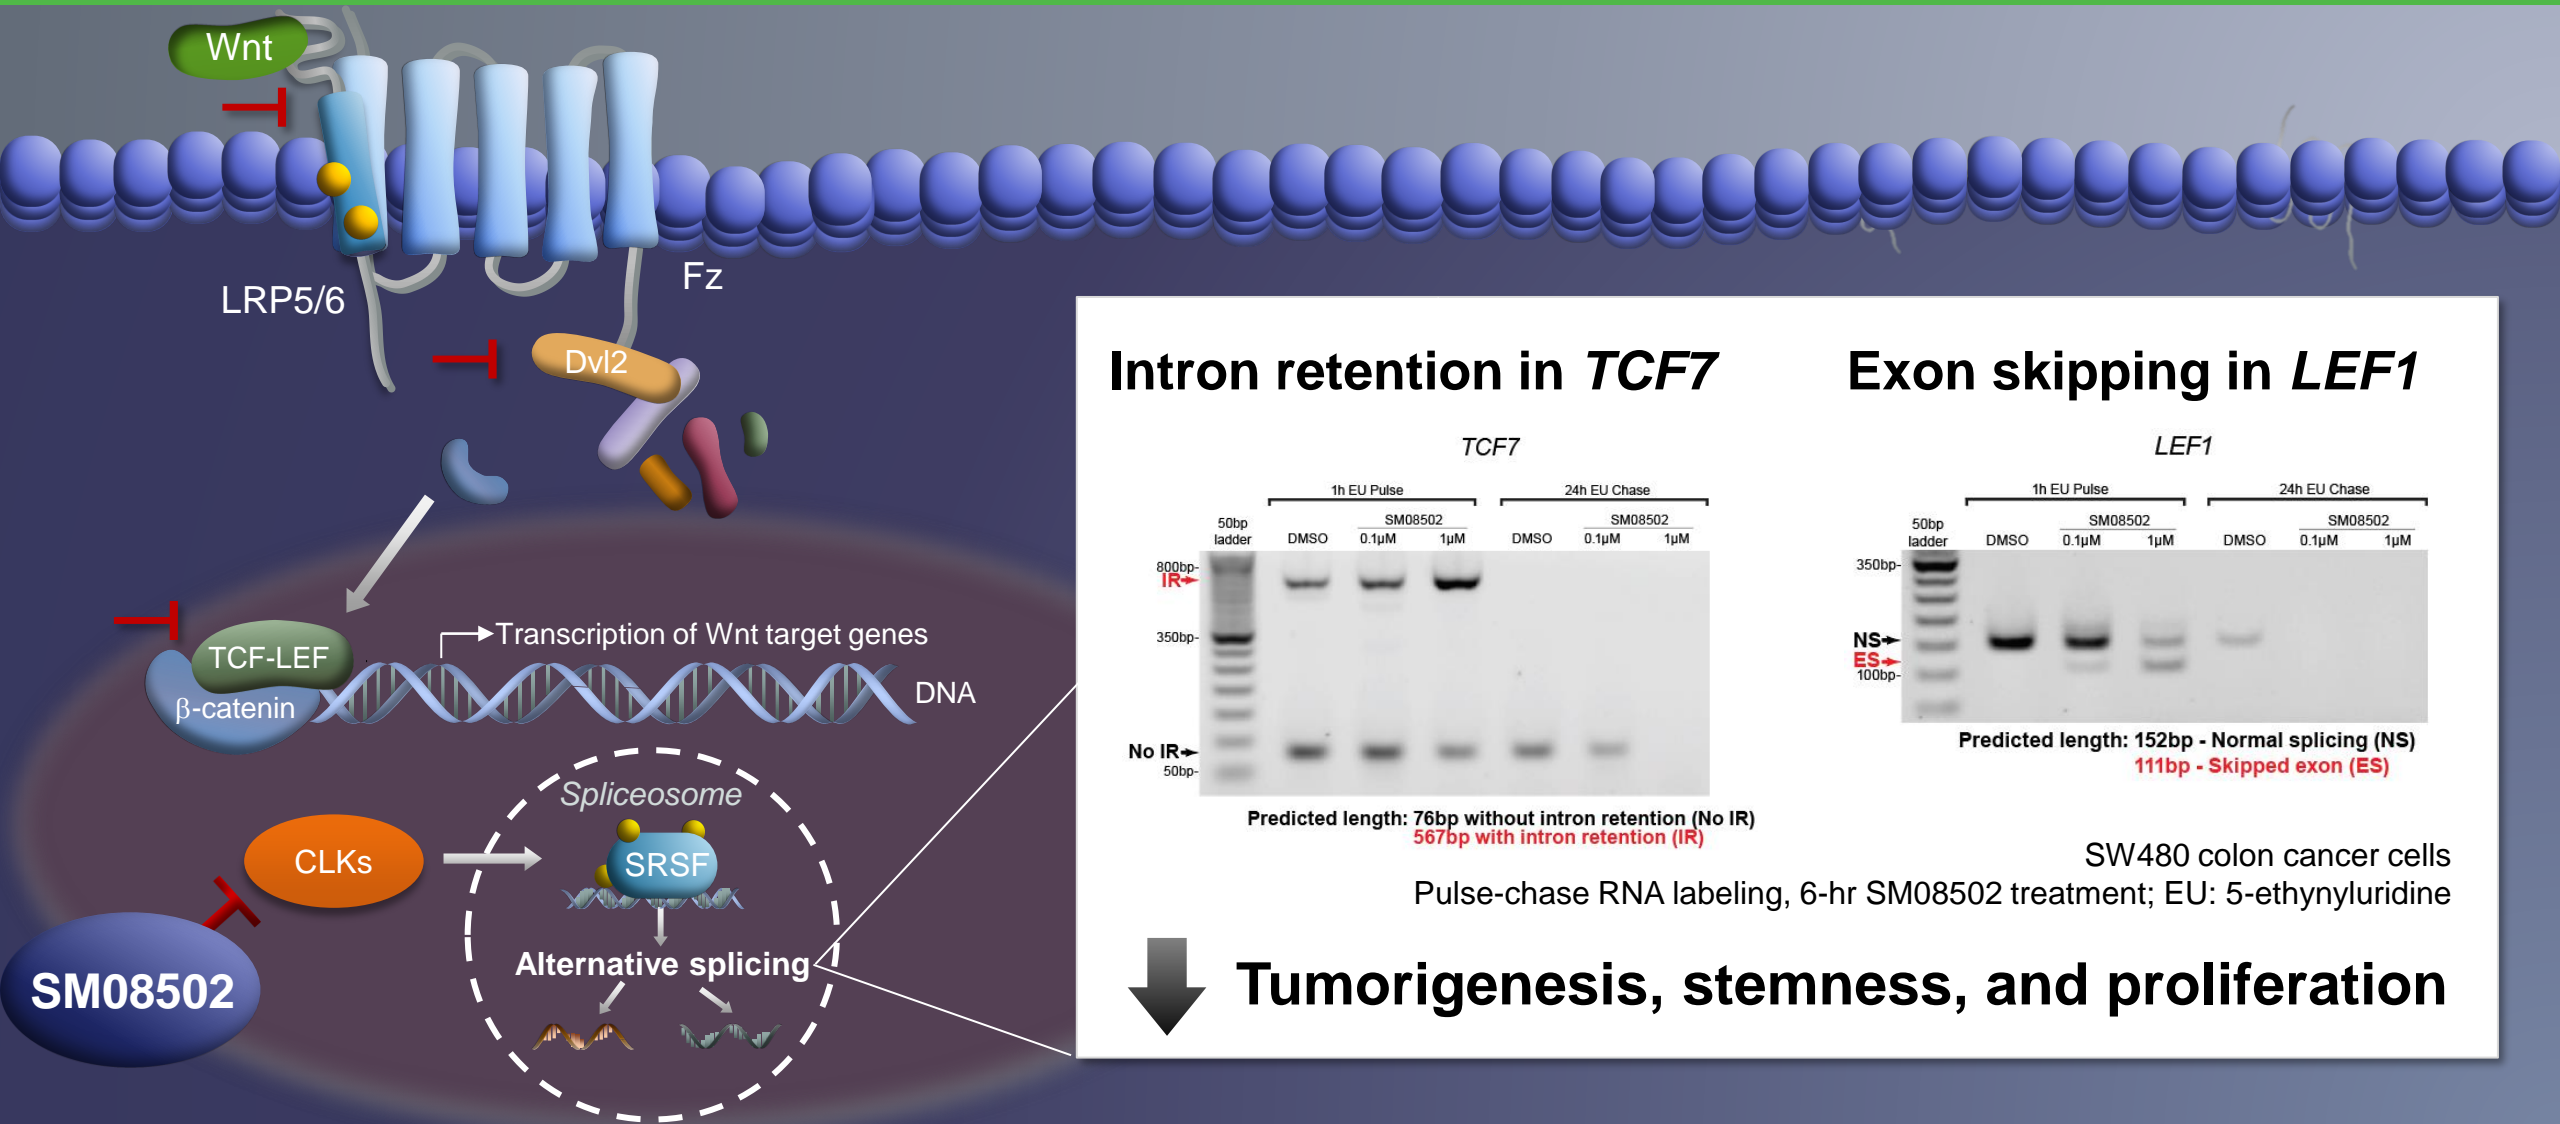 Wnt
LRP5/6
Fz
Dvl2
TCF-LEF
β-catenin
Transcription of Wnt target genes
DNA
Spliceosome
CLKs
SRSF
SM08502
Alternative splicing
Intron retention in TCF7
TCF7
1h EU Pulse
24h EU Chase
50bp
ladder
DMSO
SM08502
0.1µM
1µM
DMSO
SM08502
0.1µM
1µM
800bp-
IR
350bp-
No IR
50bp-
Predicted length: 76bp without intron retention (No IR)
567bp with intron retention (IR)
Exon skipping in LEF1
LEF1
1h EU Pulse
24h EU Chase
50bp
ladder
DMSO
SM08502
0.1µM
1µM
DMSO
SM08502
0.1µM
1µM
350bp-
NS
ES
100bp-
Predicted length: 152bp - Normal splicing (NS)
111bp - Skipped exon (ES)
SW480 colon cancer cells
Pulse-chase RNA labeling, 6-hr SM08502 treatment; EU: 5-ethynyluridine
Tumorigenesis, stemness, and proliferation